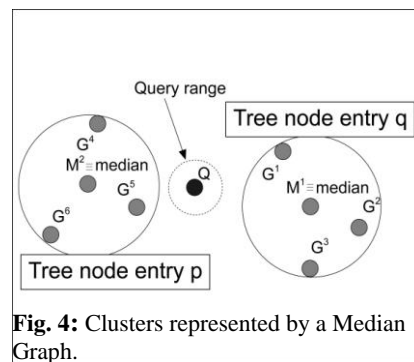 Query range
Tree node entry q
G⁴
M²≡median
Q
G¹
G⁵
M¹≡median
G⁶
G²
G³
Tree node entry p
Fig. 4: Clusters represented by a Median
Graph.